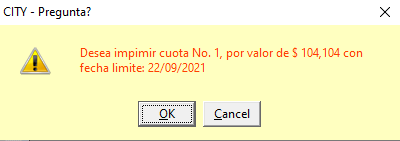 CITY - Pregunta?
Desea impimir cuota No. 1, por valor de $ 104,104 con
fecha limite: 22/09/2021
OK
Cancel